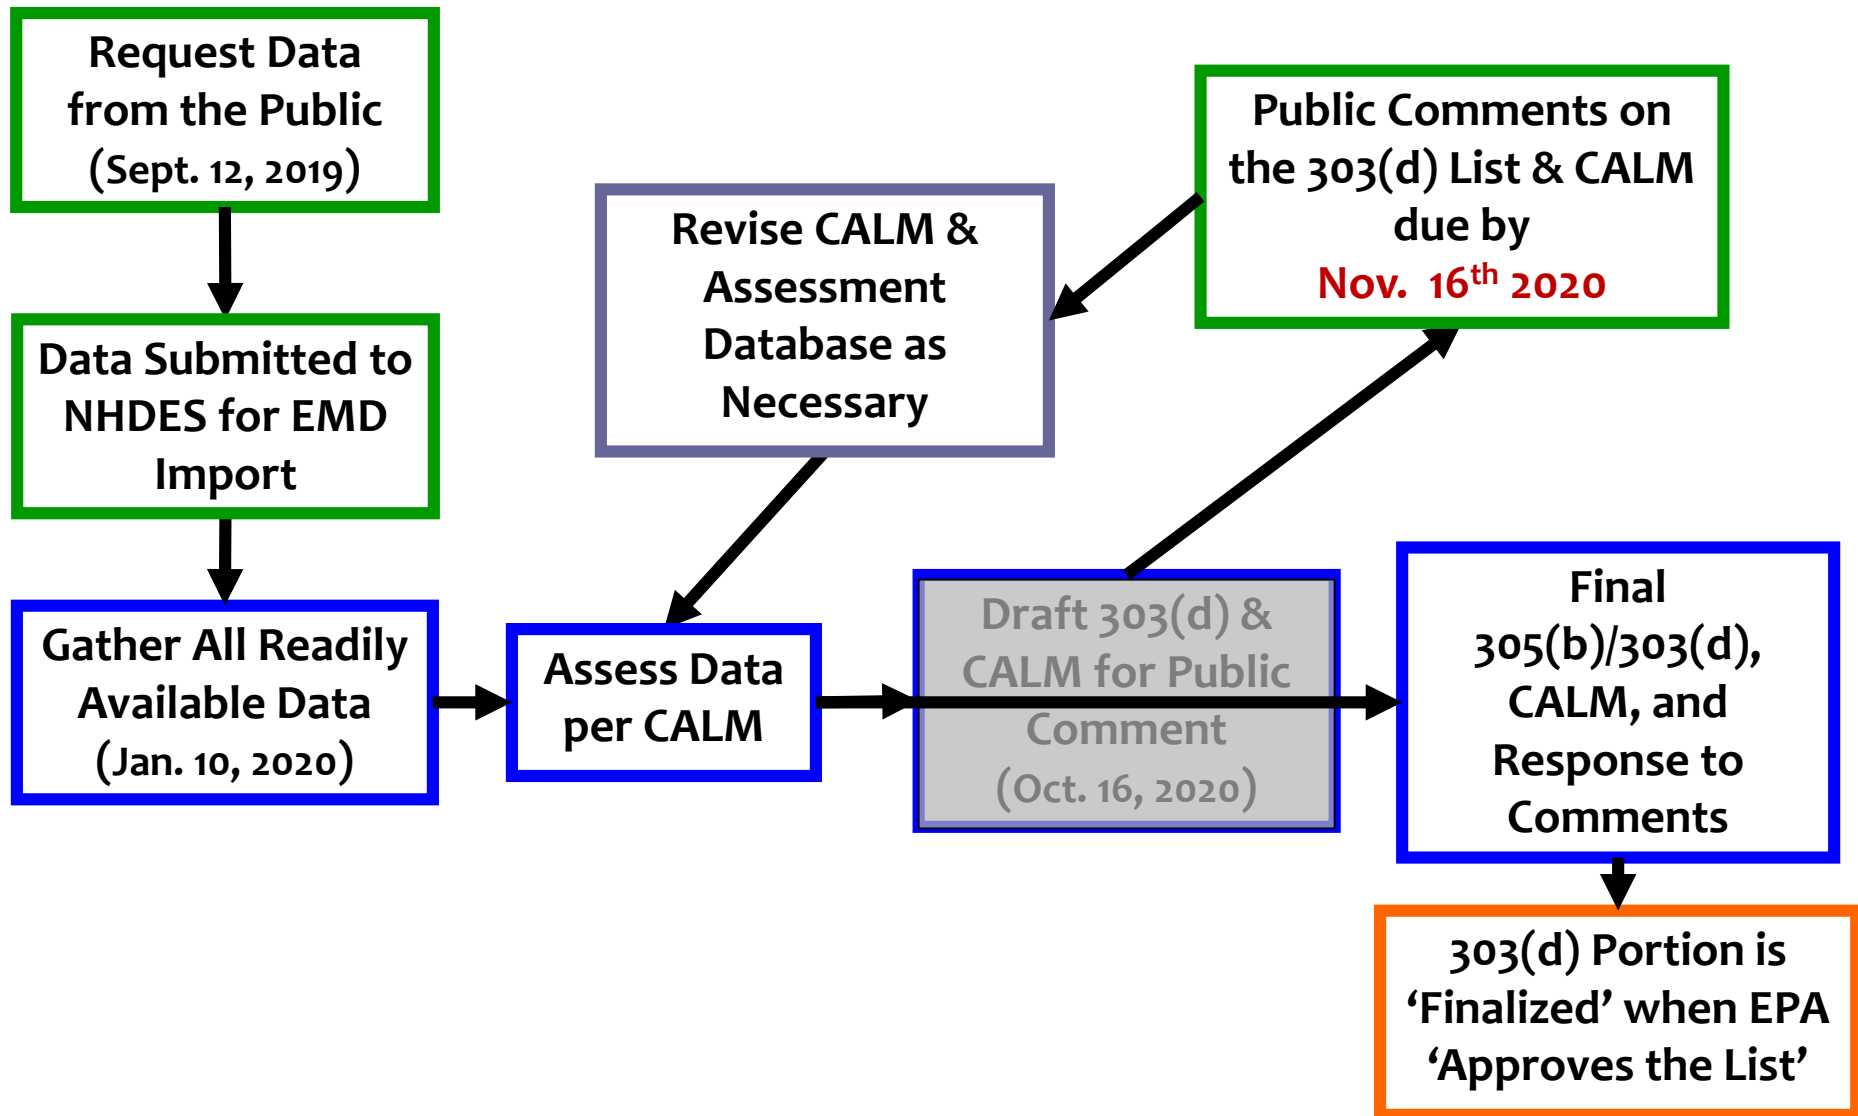 Request Data
from the Public
(Sept. 12, 2019)
Data Submitted to
NHDES for EMD
Import
Gather All Readily
Available Data
(Jan. 10, 2020)
Assess Data
per CALM
Revise CALM &
Assessment
Database as
Necessary
Public Comments on
the 303(d) List & CALM
due by
Nov. 16th 2020
Draft 303(d) &
CALM for Public
Comment
(Oct. 16, 2020)
Final
305(b)/303(d),
CALM, and
Response to
Comments
303(d) Portion is
‘Finalized’ when EPA
‘Approves the List’